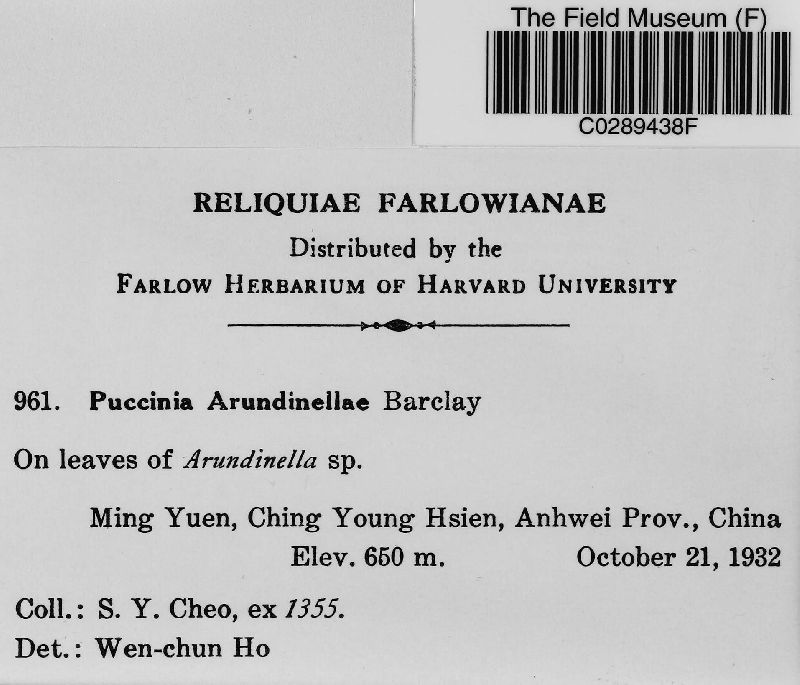 The Field Museum (F)
C0289438F
RELIQUIAE FARLOWIANAE
Distributed by the
FARLOW HERBARIUM OF HARVARD UNIVERSITY
961. Puccinia Arundinellae Barclay
On leaves of Arundinella sp.
Ming Yuen, Ching Young Hsien, Anhwei Prov., China
Elev. 650 m. October 21, 1932
Coll.: S. Y. Cheo, ex 1355.
Det.: Wen-chun Ho